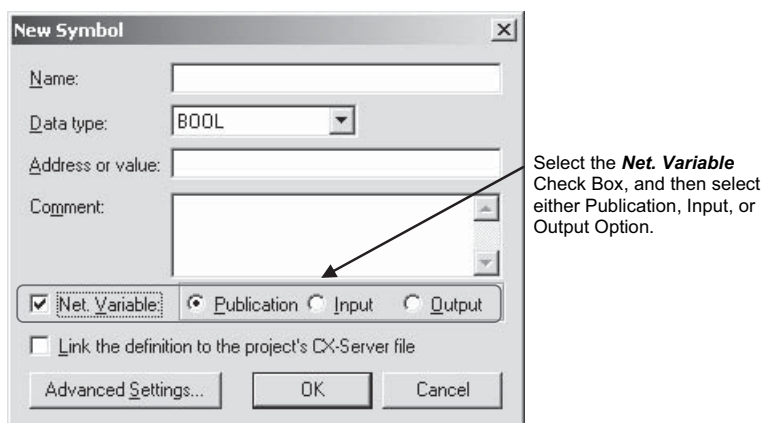 New Symbol
Name:
Data type: BOOL
Address or value:
Comment:
Select the Net. Variable
Check Box, and then select
either Publication, Input, or
Output Option.
Net. Variable: Publication Input Output
Link the definition to the project's CX-Server file
Advanced Settings... OK Cancel